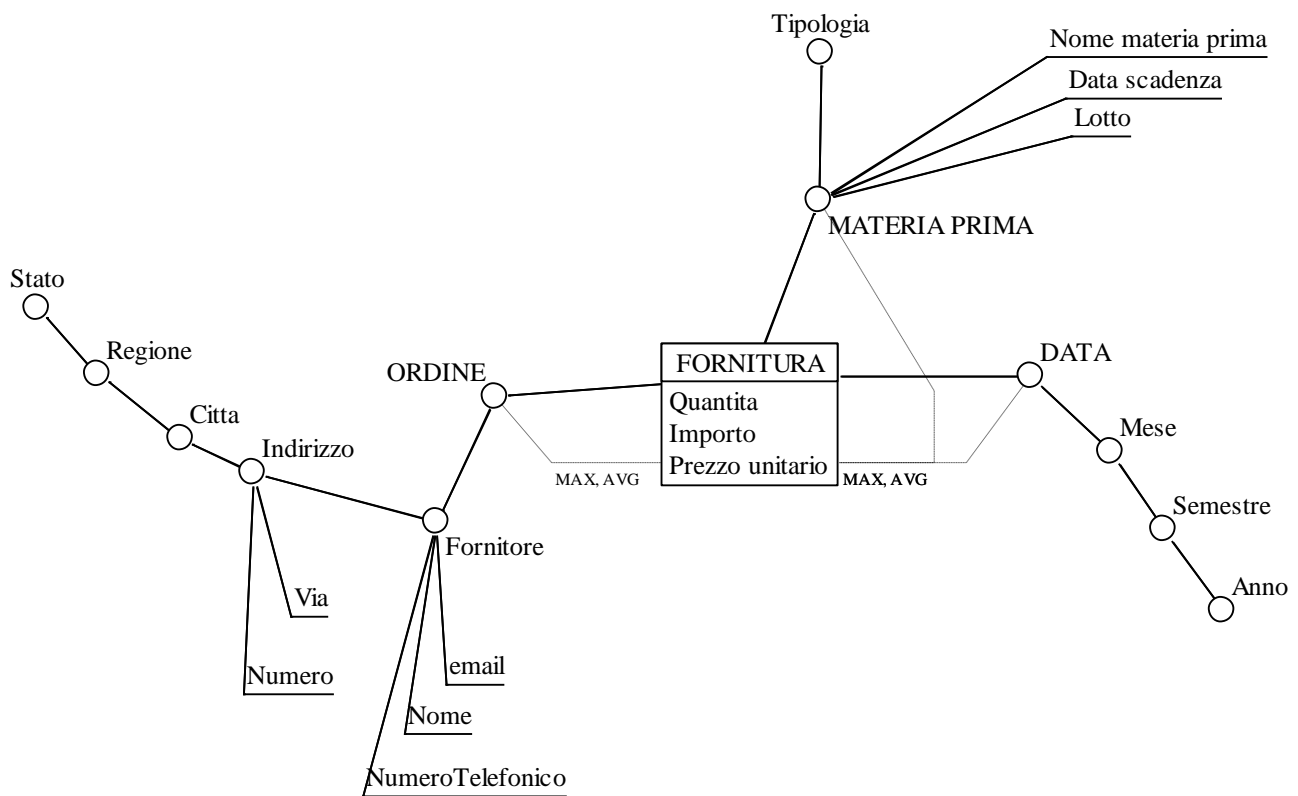 Tipologia
Nome materia prima
Data scadenza
Lotto
MATERIA PRIMA
Stato
Regione
Citta
Indirizzo
ORDINE
FORNITURA
Quantita
Importo
Prezzo unitario
DATA
Mese
Semestre
Anno
MAX, AVG
MAX, AVG
Fornitore
Via
Numero
email
Nome
NumeroTelefonico